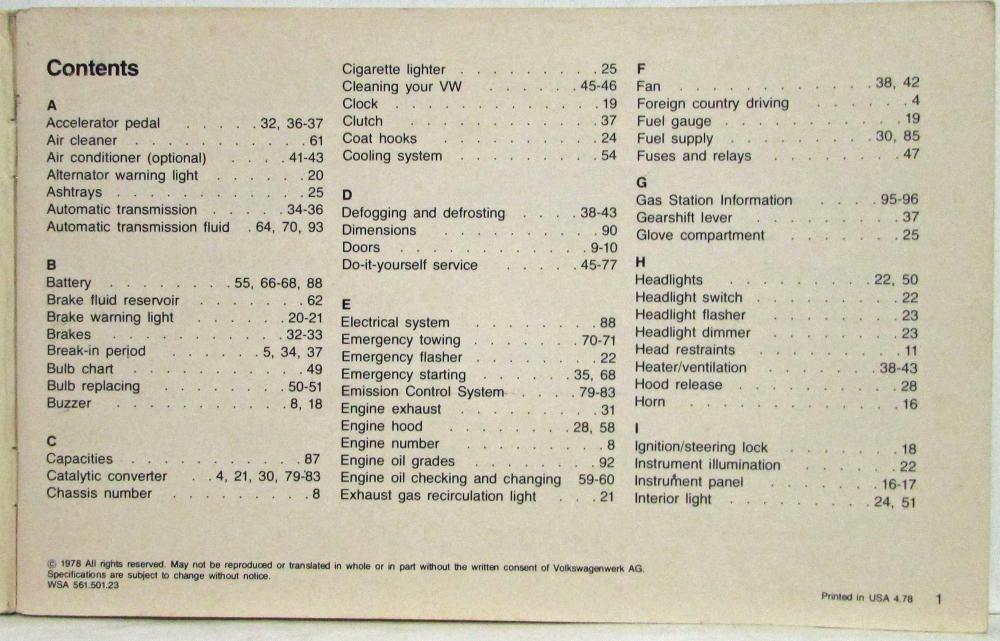 Contents
A
Accelerator pedal . . . . . 32, 36-37
Air cleaner . . . . . . . . . . . 61
Air conditioner (optional) . . . . 41-43
Alternator warning light . . . . . . 20
Ashtrays . . . . . . . . . . . . 25
Automatic transmission . . . . . 34-36
Automatic transmission fluid . 64, 70, 93
B
Battery . . . . . . . . 55, 66-68, 88
Brake fluid reservoir . . . . . . . 62
Brake warning light . . . . . . 20-21
Brakes . . . . . . . . . . . 32-33
Break-in period . . . . . . 5, 34, 37
Bulb chart . . . . . . . . . . . 49
Bulb replacing . . . . . . . . 50-51
Buzzer . . . . . . . . . . . 8, 18
C
Capacities . . . . . . . . . . . 87
Catalytic converter . . 4, 21, 30, 79-83
Chassis number . . . . . . . . . 8
Cigarette lighter . . . . . . . . . 25
Cleaning your VW . . . . . . 45-46
Clock . . . . . . . . . . . . . 19
Clutch . . . . . . . . . . . . 37
Coat hooks . . . . . . . . . . 24
Cooling system . . . . . . . . . 54
D
Defogging and defrosting . . . . 38-43
Dimensions . . . . . . . . . . . 90
Doors . . . . . . . . . . . . 9-10
Do-it-yourself service . . . . . 45-77
E
Electrical system . . . . . . . . 88
Emergency towing . . . . . . . 70-71
Emergency flasher . . . . . . . . 22
Emergency starting . . . . . . 35, 68
Emission Control System . . . . 79-83
Engine exhaust . . . . . . . . . 31
Engine hood . . . . . . . . 28, 58
Engine number . . . . . . . . . 8
Engine oil grades . . . . . . . . 92
Engine oil checking and changing 59-60
Exhaust gas recirculation light . . . 21
F
Fan . . . . . . . . . . . . 38, 42
Foreign country driving . . . . . . 4
Fuel gauge . . . . . . . . . . 19
Fuel supply . . . . . . . . . 30, 85
Fuses and relays . . . . . . . . 47
G
Gas Station Information . . . . 95-96
Gearshift lever . . . . . . . . . 37
Glove compartment . . . . . . . 25
H
Headlights . . . . . . . . . 22, 50
Headlight switch . . . . . . . . . 22
Headlight flasher . . . . . . . . 23
Headlight dimmer . . . . . . . . 23
Head restraints . . . . . . . . . 11
Heater/ventilation . . . . . . . 38-43
Hood release . . . . . . . . . . 28
Horn . . . . . . . . . . . . . 16
I
Ignition/steering lock . . . . . . . 18
Instrument illumination . . . . . . 22
Instrument panel . . . . . . . 16-17
Interior light . . . . . . . . 24, 51
© 1978 All rights reserved. May not be reproduced or translated in whole or in part without the written consent of Volkswagenwerk AG.
Specifications are subject to change without notice.
WSA 561.501.23
Printed in USA 4.78 1